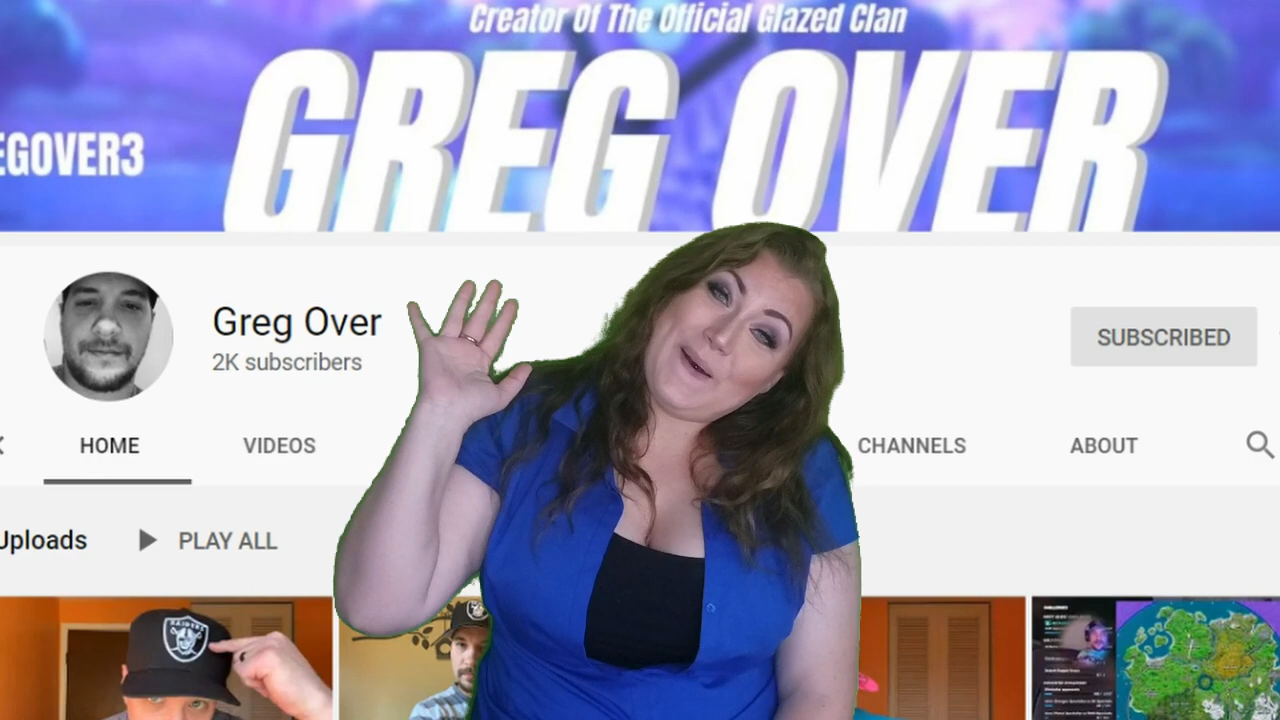 Creator Of The Official Glazed Clan
GREG OVER
EGOVER3
Greg Over
2K subscribers
SUBSCRIBED
HOME
VIDEOS
CHANNELS
ABOUT
Uploads
PLAY ALL
RAIDERS